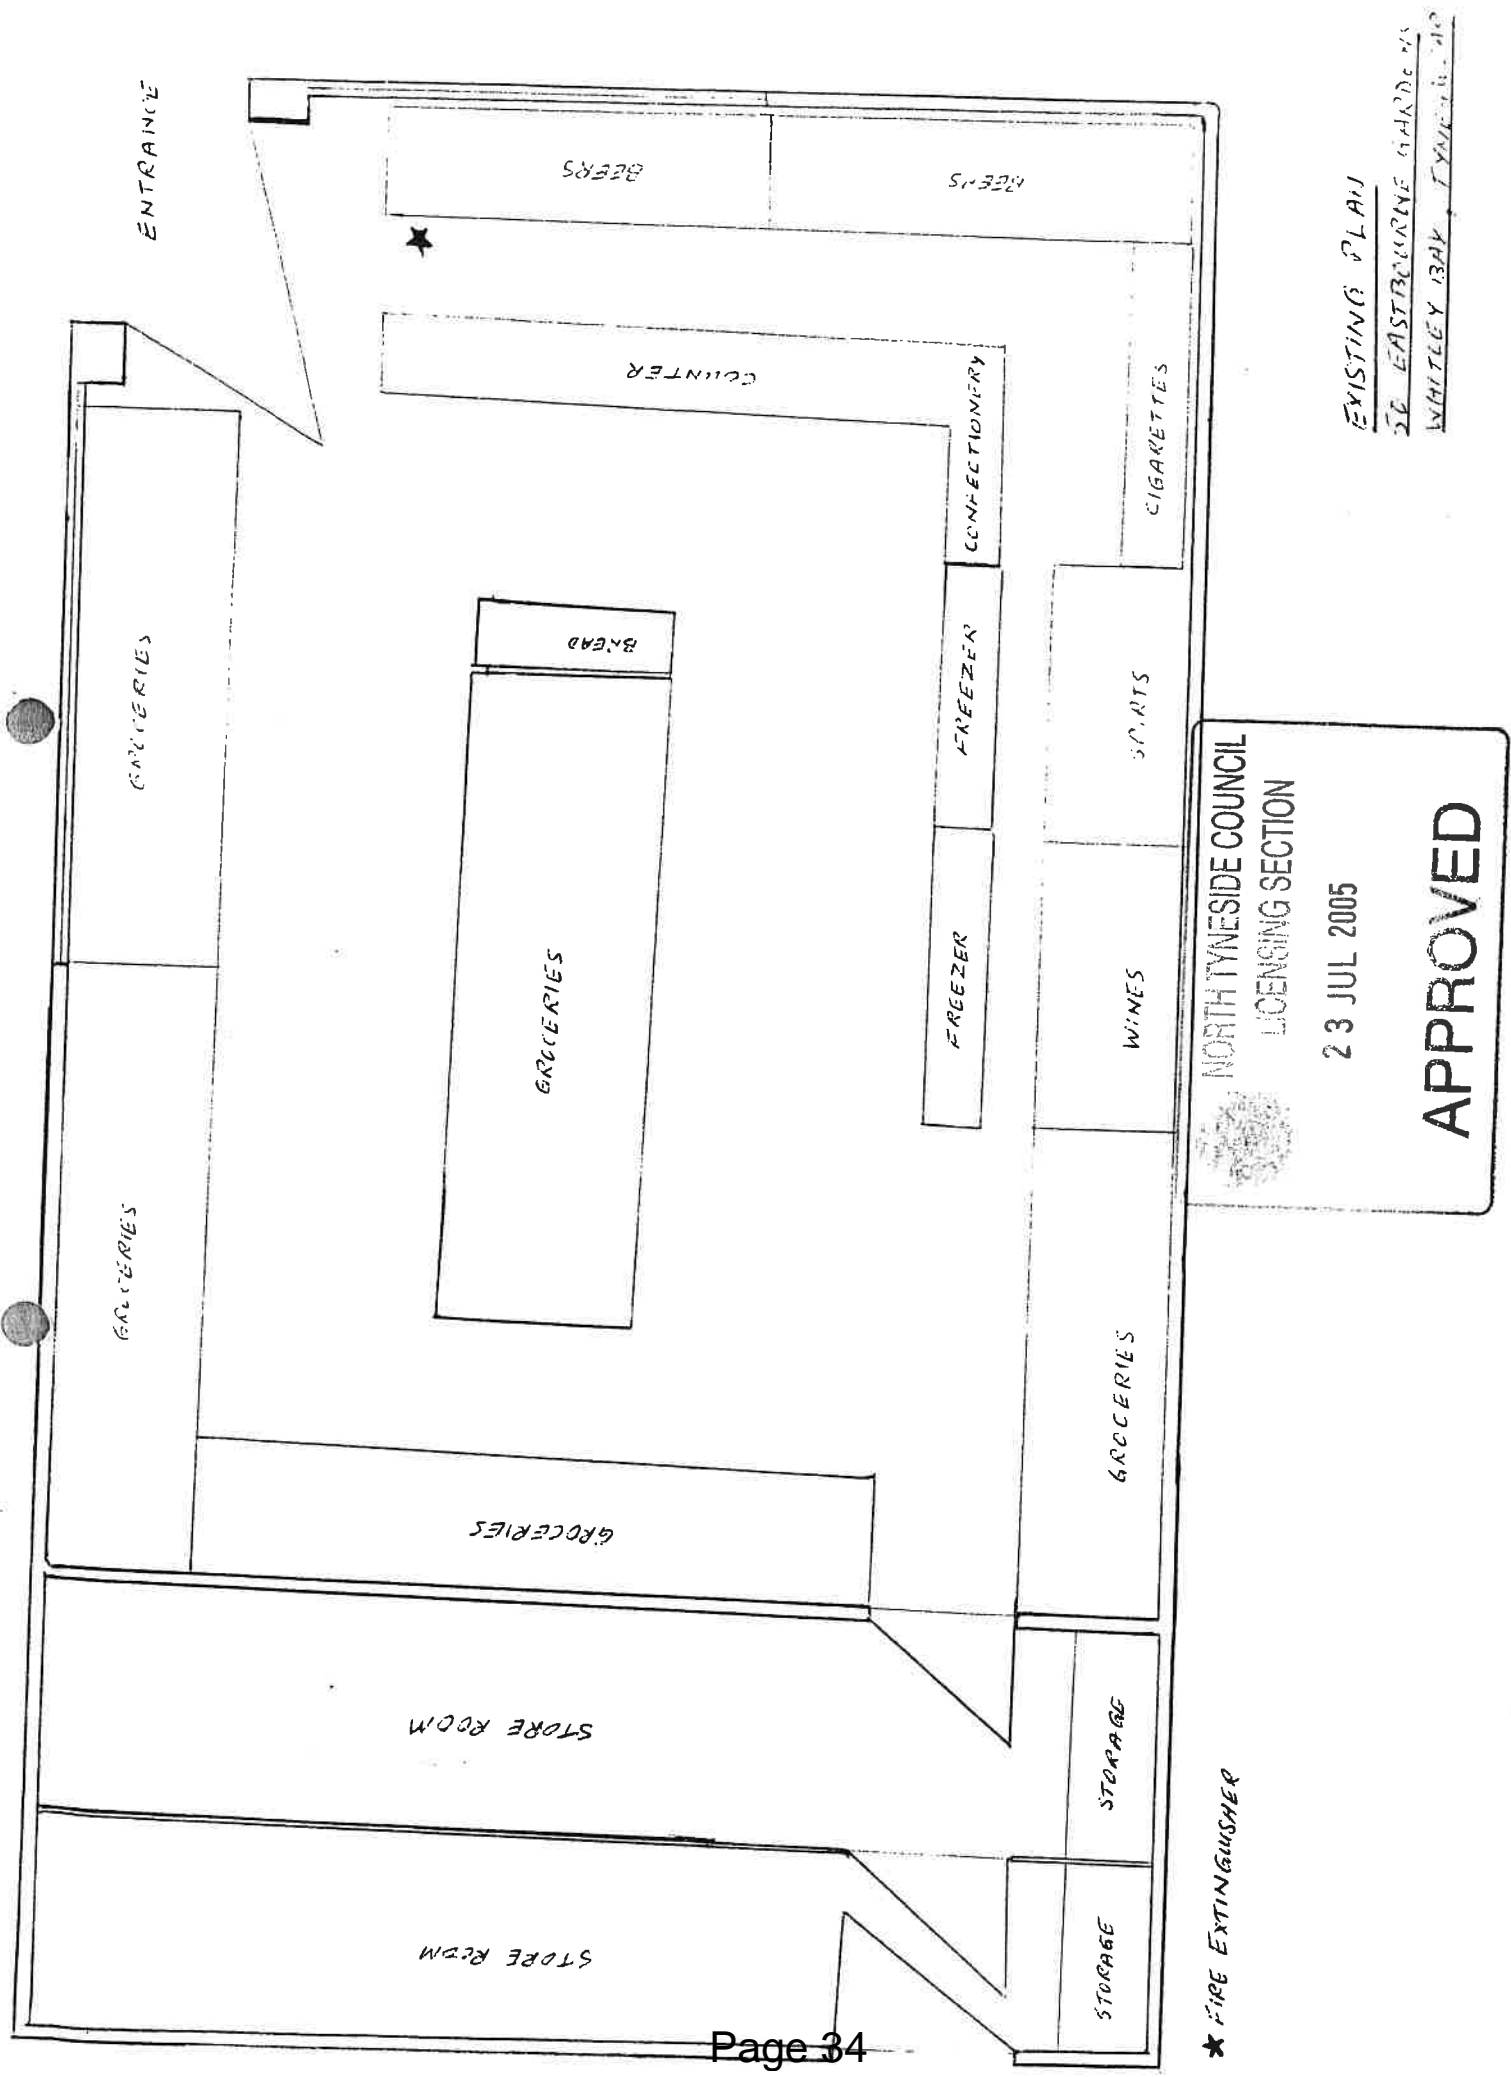 ENTRANCE
BEERS
BEERS
COUNTER
CONFECTIONERY
CIGARETTES
GROCERIES
BREAD
FREEZER
FREEZER
WINES
GROCERIES
GROCERIES
GROCERIES
GROCERIES
STORE ROOM
STORE ROOM
STORAGE
STORAGE
★ FIRE EXTINGUISHER
EXISTING PLAN
EASTBOURNE GARDENS
WHITLEY BAY,
NORTH TYNESIDE COUNCIL
LICENSING SECTION
23 JUL 2005
APPROVED
Page 34